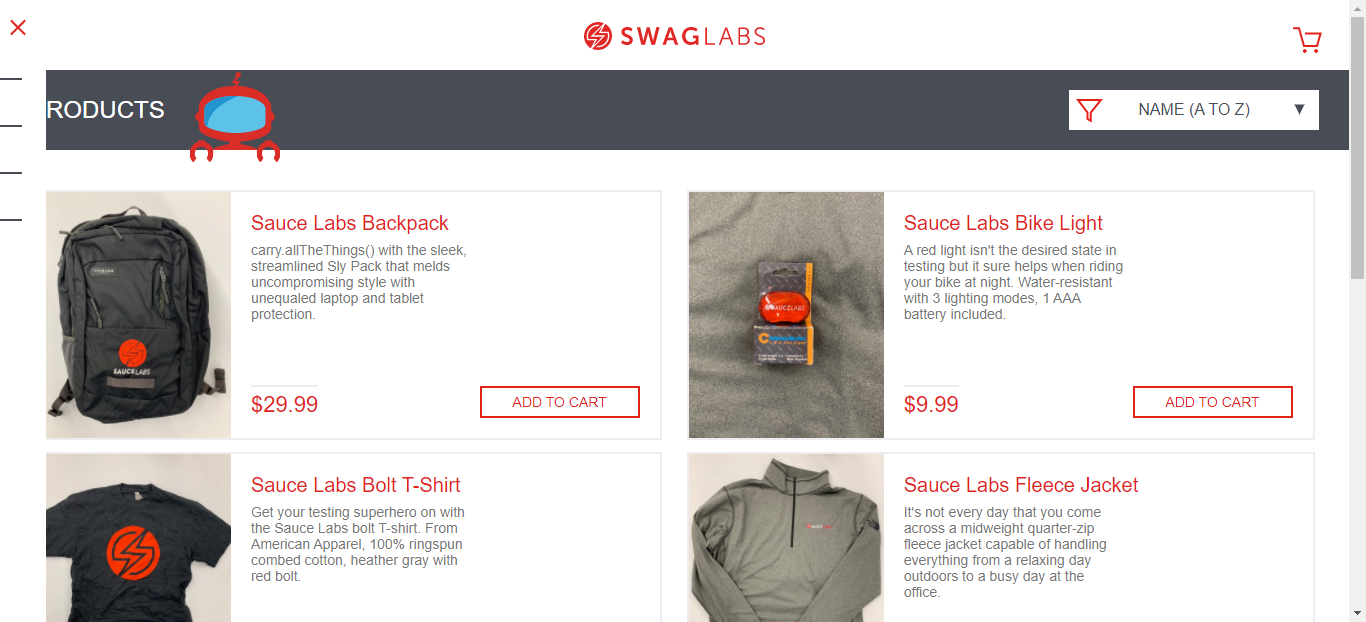 SWAGLABS
RODUCTS
NAME (A TO Z)
Sauce Labs Backpack
carry.allTheThings() with the sleek,
streamlined Sly Pack that melds
uncompromising style with
unequaled laptop and tablet
protection.
$29.99
ADD TO CART
SAUCELABS
Sauce Labs Bike Light
A red light isn't the desired state in
testing but it sure helps when riding
your bike at night. Water-resistant
with 3 lighting modes, 1 AAA
battery included.
$9.99
ADD TO CART
SAUCELABS
Sauce Labs Bolt T-Shirt
Get your testing superhero on with
the Sauce Labs bolt T-shirt. From
American Apparel, 100% ringspun
combed cotton, heather gray with
red bolt.
Sauce Labs Fleece Jacket
It's not every day that you come
across a midweight quarter-zip
fleece jacket capable of handling
everything from a relaxing day
outdoors to a busy day at the
office.